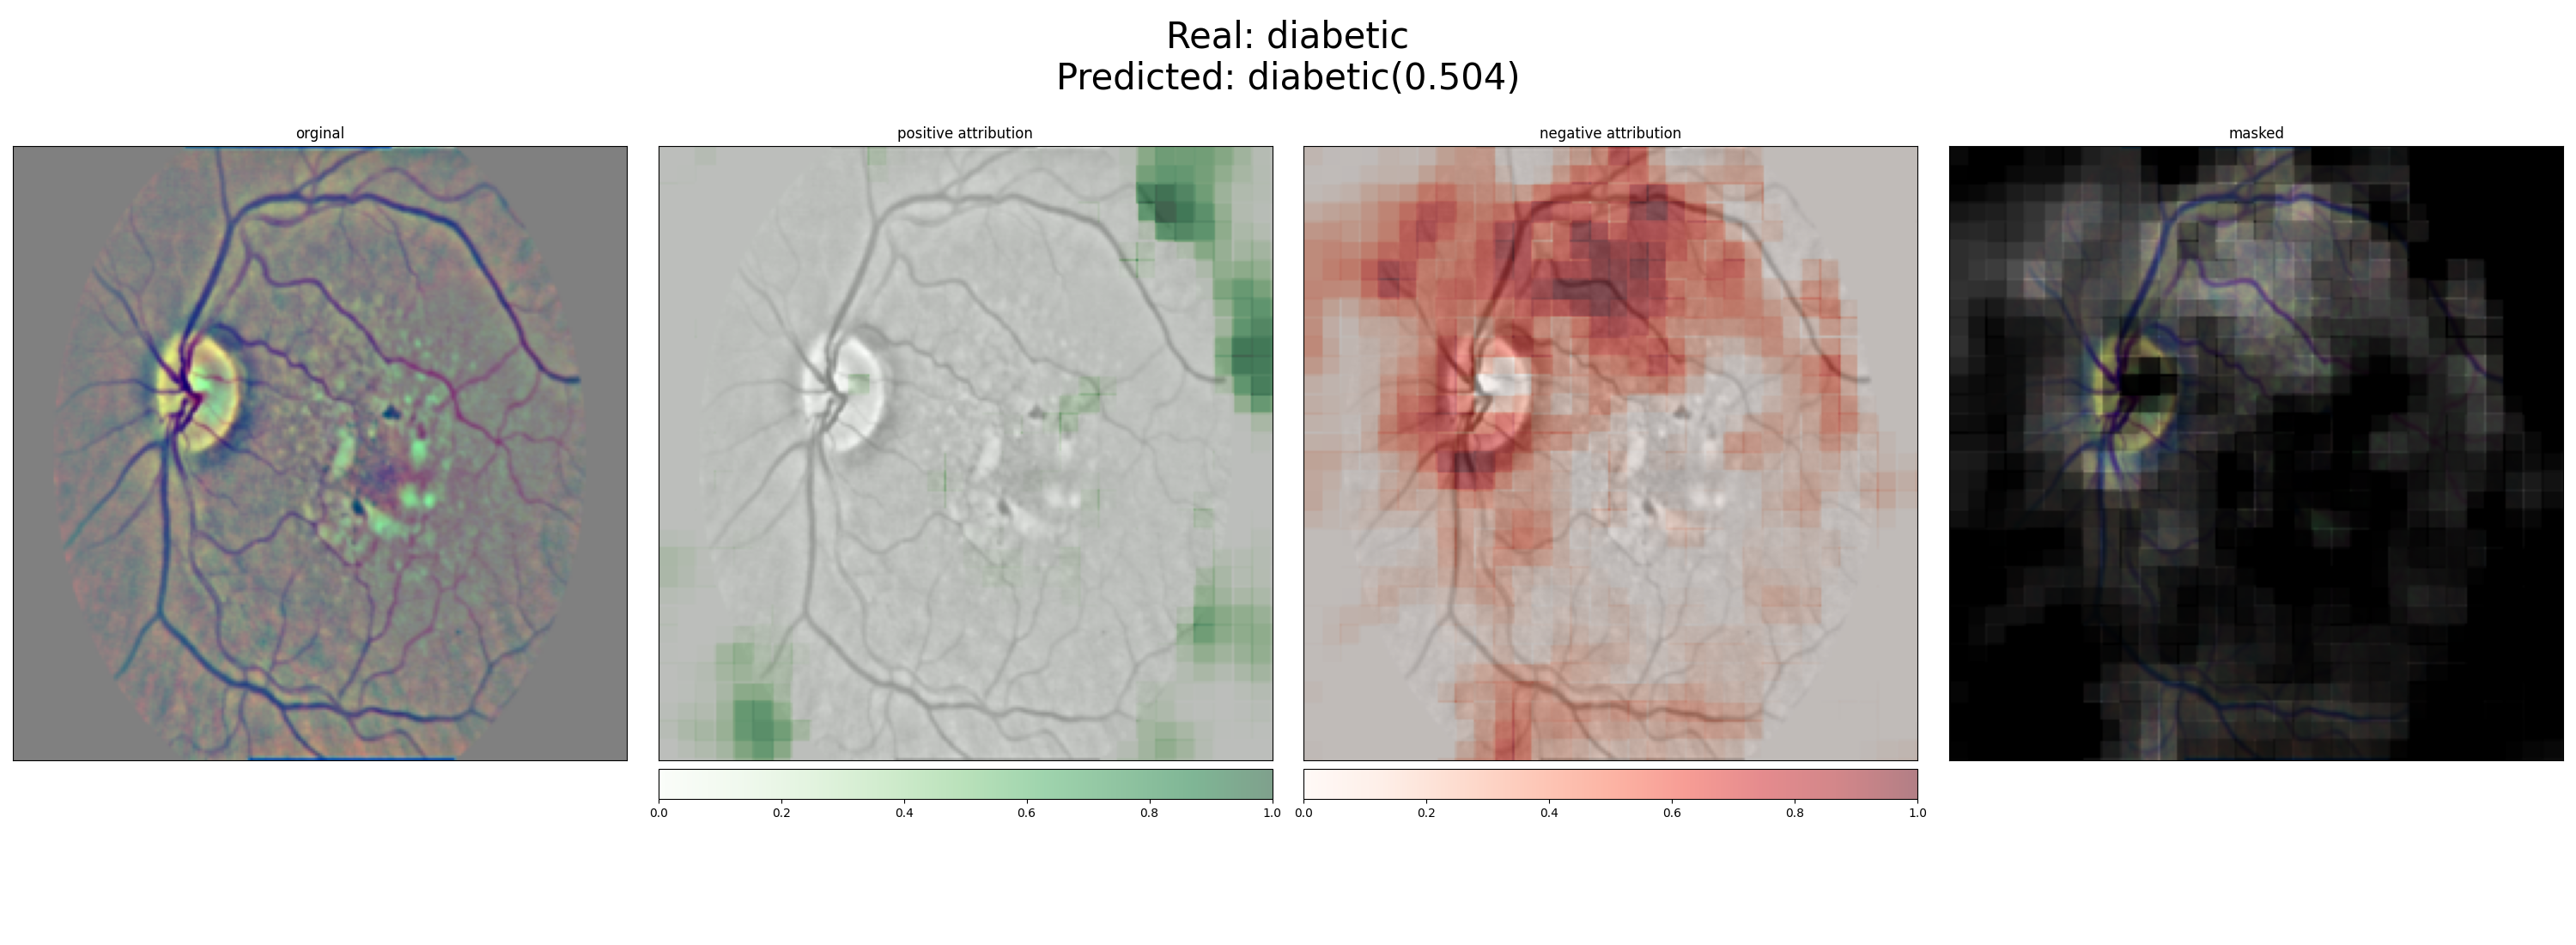 Real: diabetic
Predicted: diabetic(0.504)
orginal
positive attribution
negative attribution
masked
0.0 0.2 0.4 0.6 0.8 1.0
0.0 0.2 0.4 0.6 0.8 1.0